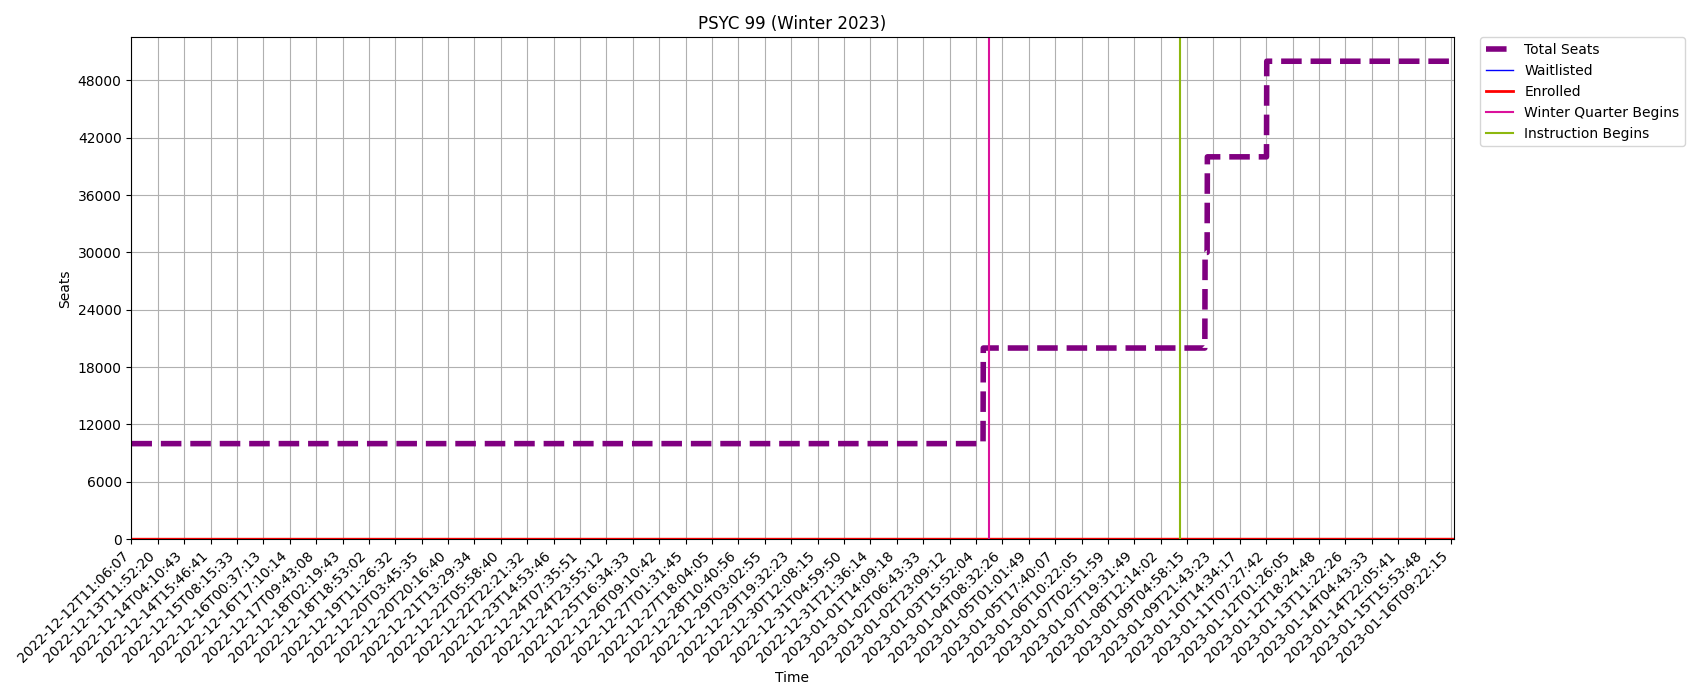 PSYC 99 (Winter 2023)
Total Seats
Waitlisted
Enrolled
Winter Quarter Begins
Instruction Begins
Seats
48000
42000
36000
30000
24000
18000
12000
6000
0
2022-12-12T11:06:07
2022-12-13T11:52:20
2022-12-14T04:10:43
2022-12-14T15:46:41
2022-12-15T08:15:33
2022-12-16T00:37:13
2022-12-16T17:10:14
2022-12-17T09:43:08
2022-12-18T02:19:43
2022-12-18T18:53:02
2022-12-19T11:26:32
2022-12-20T03:45:35
2022-12-20T20:16:40
2022-12-21T13:29:34
2022-12-22T05:58:40
2022-12-22T22:21:32
2022-12-23T14:53:46
2022-12-24T07:35:51
2022-12-24T23:55:12
2022-12-25T16:34:33
2022-12-26T09:10:42
2022-12-27T01:31:45
2022-12-27T18:04:05
2022-12-28T10:40:56
2022-12-29T03:02:55
2022-12-29T19:32:23
2022-12-30T12:08:15
2022-12-31T04:59:50
2022-12-31T21:36:14
2023-01-01T14:09:18
2023-01-02T06:43:33
2023-01-02T23:09:12
2023-01-03T15:52:04
2023-01-04T08:32:26
2023-01-05T01:01:49
2023-01-05T17:40:07
2023-01-06T10:22:05
2023-01-07T02:51:59
2023-01-07T19:31:49
2023-01-08T12:14:02
2023-01-09T04:58:15
2023-01-09T21:43:23
2023-01-10T14:34:17
2023-01-11T07:27:42
2023-01-12T01:26:05
2023-01-12T18:24:48
2023-01-13T11:22:26
2023-01-14T04:43:33
2023-01-14T22:05:41
2023-01-15T15:53:48
2023-01-16T09:22:15
Time